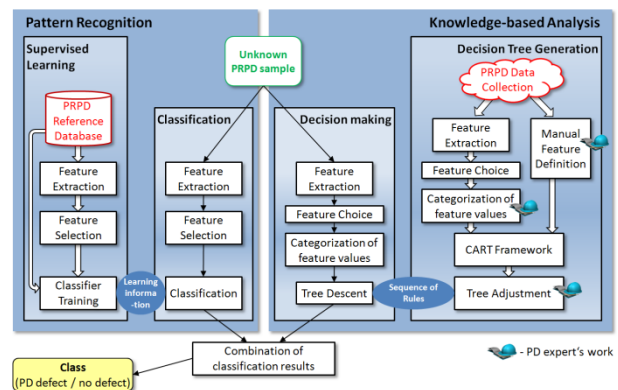 Pattern Recognition
Knowledge-based Analysis
Supervised
Learning
Unknown
PRPD sample
Decision Tree Generation
PRPD
Reference
Database
Classification
Decision making
PRPD Data
Collection
Feature
Extraction
Feature
Selection
Classifier
Training
Learning
informa
-tion
Feature
Extraction
Feature
Selection
Classification
Feature
Extraction
Feature Choice
Categorization of
feature values
Tree Descent
Sequence of
Rules
Feature
Extraction
Feature Choice
Categorization of
feature values
Manual
Feature
Definition
CART Framework
Tree Adjustment
Combination of
classification results
Class
(PD defect / no defect)
- PD expert's work